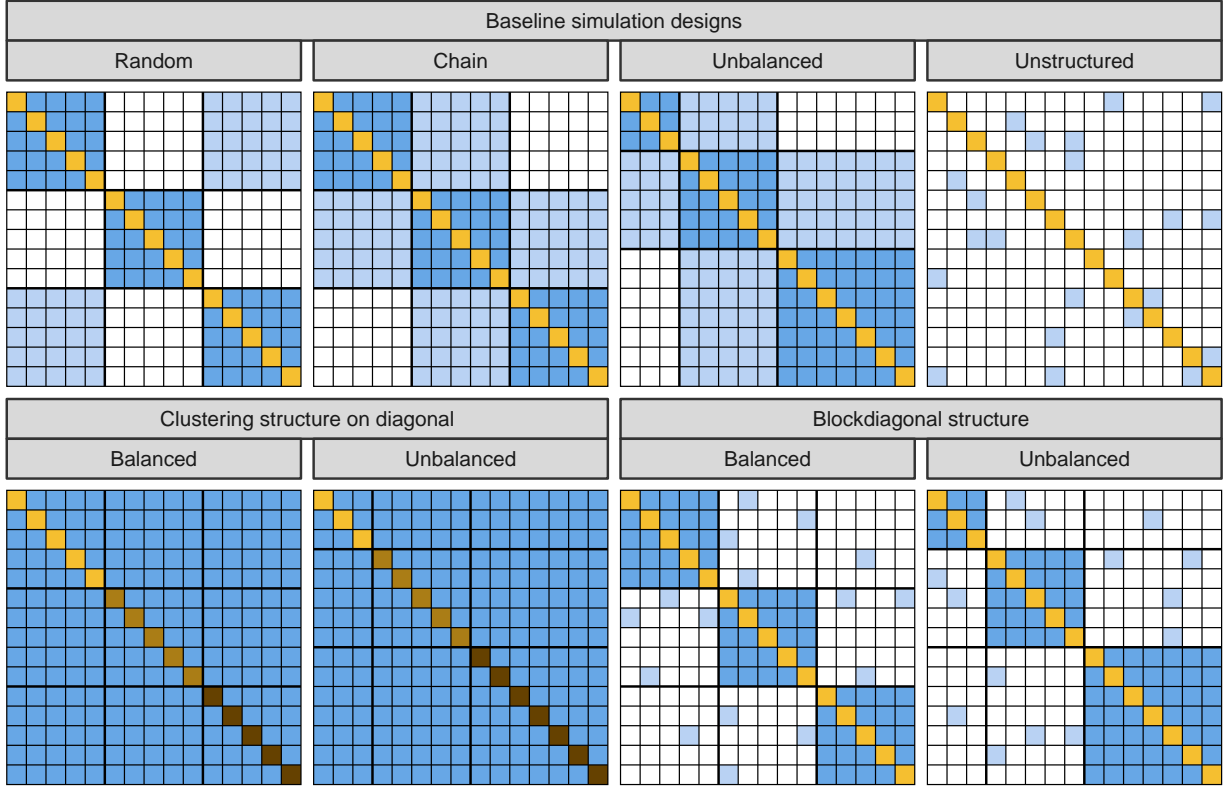 Baseline simulation designs
Random
Chain
Unbalanced
Unstructured
Clustering structure on diagonal
Blockdiagonal structure
Balanced
Unbalanced
Balanced
Unbalanced